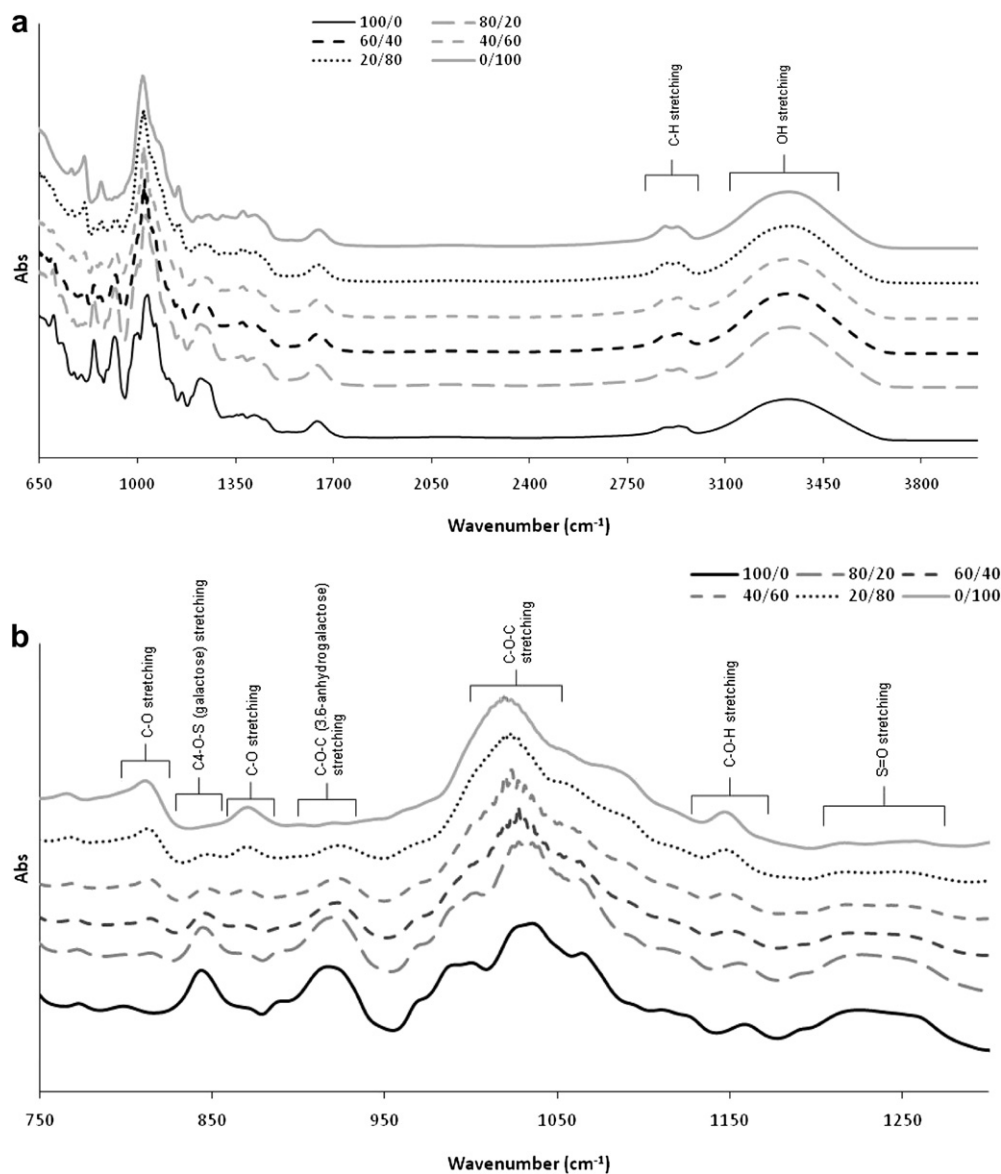 a
100/0 80/20
60/40 40/60
20/80 0/100
C-H stretching
OH stretching
Abs
650 1000 1350 1700 2050 2400 2750 3100 3450 3800
Wavenumber (cm⁻¹)
b
100/0 80/20 60/40
40/60 20/80 0/100
C-O stretching
C4-O-S (galactose) stretching
C-O stretching
C-O-C (3.6-anhydrogalactose)
stretching
C-O-C
stretching
C-O-H stretching
S=O stretching
Abs
750 850 950 1050 1150 1250
Wavenumber (cm⁻¹)